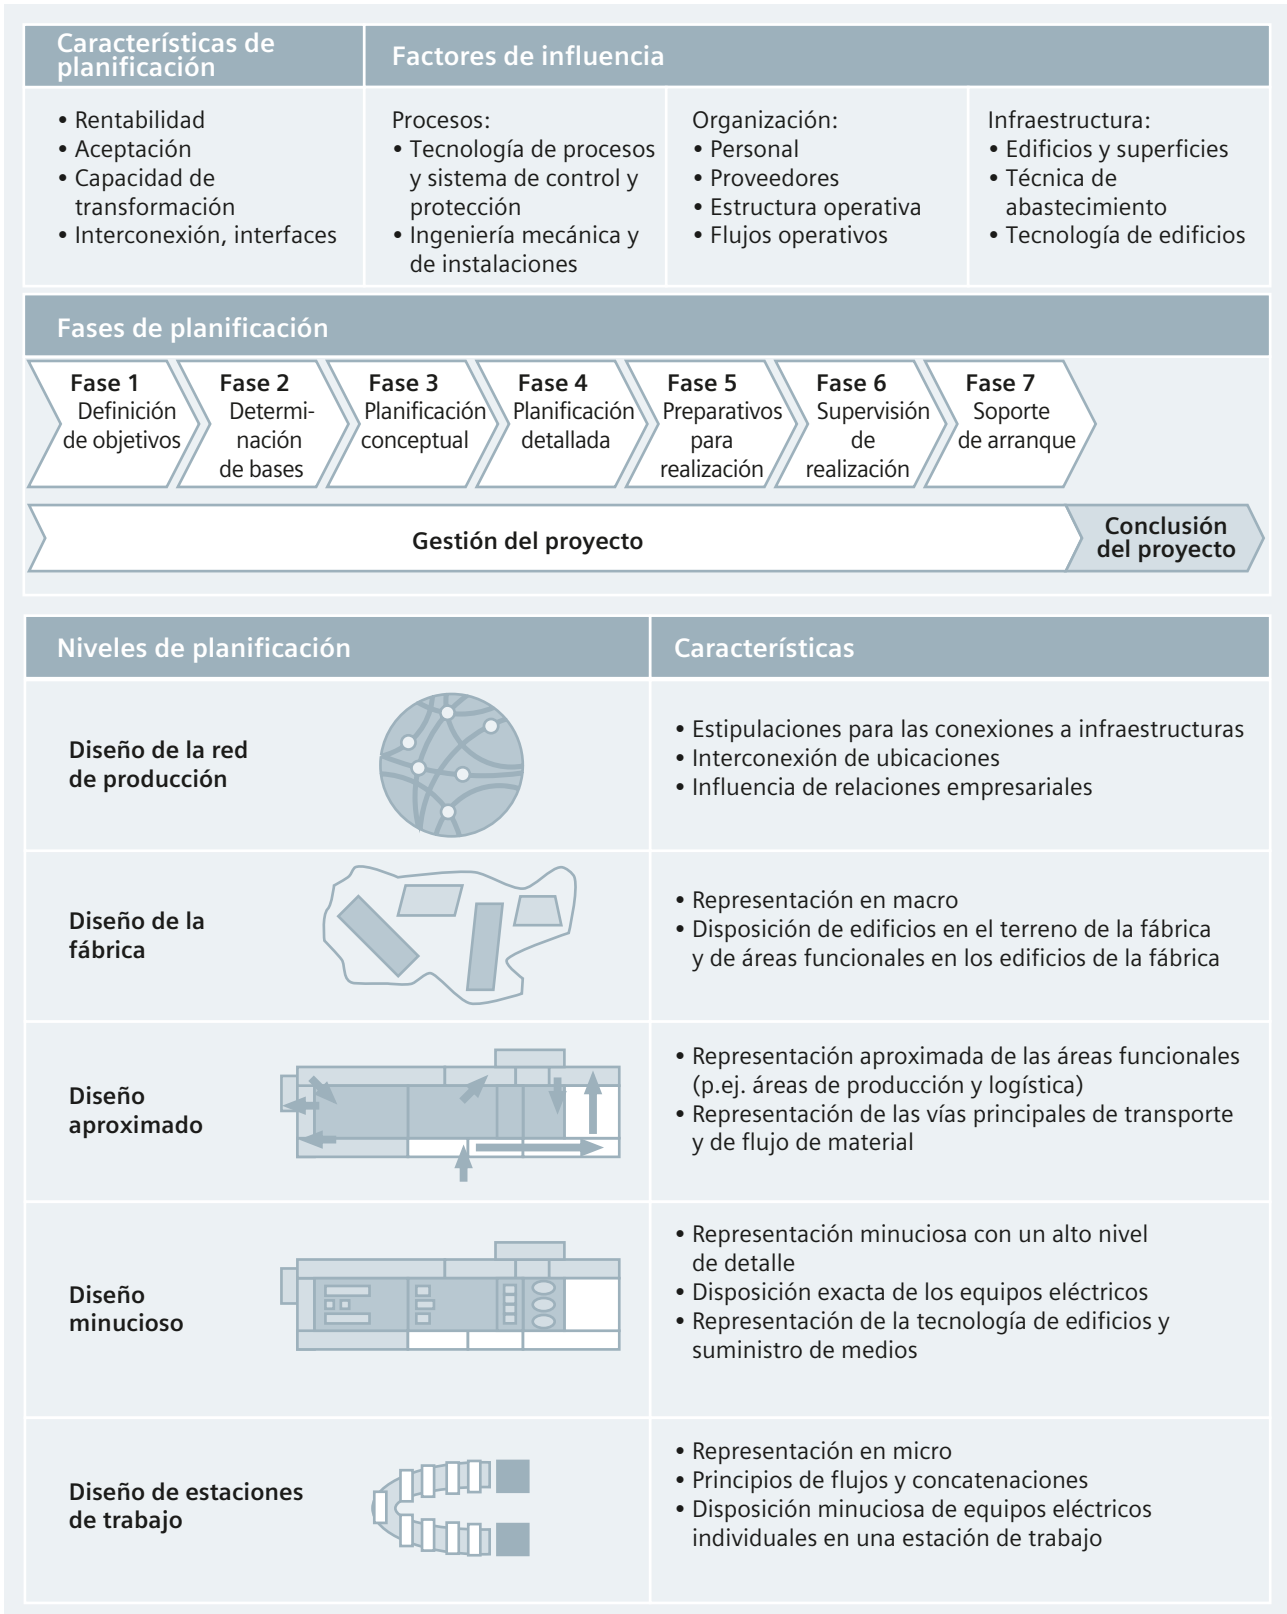 Características de
planificación
Factores de influencia
• Rentabilidad
• Aceptación
• Capacidad de
transformación
• Interconexión, interfaces
Procesos:
• Tecnología de procesos
y sistema de control y
protección
• Ingeniería mecánica y
de instalaciones
Organización:
• Personal
• Proveedores
• Estructura operativa
• Flujos operativos
Infraestructura:
• Edificios y superficies
• Técnica de
abastecimiento
• Tecnología de edificios
Fases de planificación
Fase 1
Definición
de objetivos
Fase 2
Determi-
nación
de bases
Fase 3
Planificación
conceptual
Fase 4
Planificación
detallada
Fase 5
Preparativos
para
realización
Fase 6
Supervisión
de
realización
Fase 7
Soporte
de arranque
Gestión del proyecto
Conclusión
del proyecto
Niveles de planificación
Características
Diseño de la red
de producción
• Estipulaciones para las conexiones a infraestructuras
• Interconexión de ubicaciones
• Influencia de relaciones empresariales
Diseño de la
fábrica
• Representación en macro
• Disposición de edificios en el terreno de la fábrica
y de áreas funcionales en los edificios de la fábrica
Diseño
aproximado
• Representación aproximada de las áreas funcionales
(p.ej. áreas de producción y logística)
• Representación de las vías principales de transporte
y de flujo de material
Diseño
minucioso
• Representación minuciosa con un alto nivel
de detalle
• Disposición exacta de los equipos eléctricos
• Representación de la tecnología de edificios y
suministro de medios
Diseño de estaciones
de trabajo
• Representación en micro
• Principios de flujos y concatenaciones
• Disposición minuciosa de equipos eléctricos
individuales en una estación de trabajo